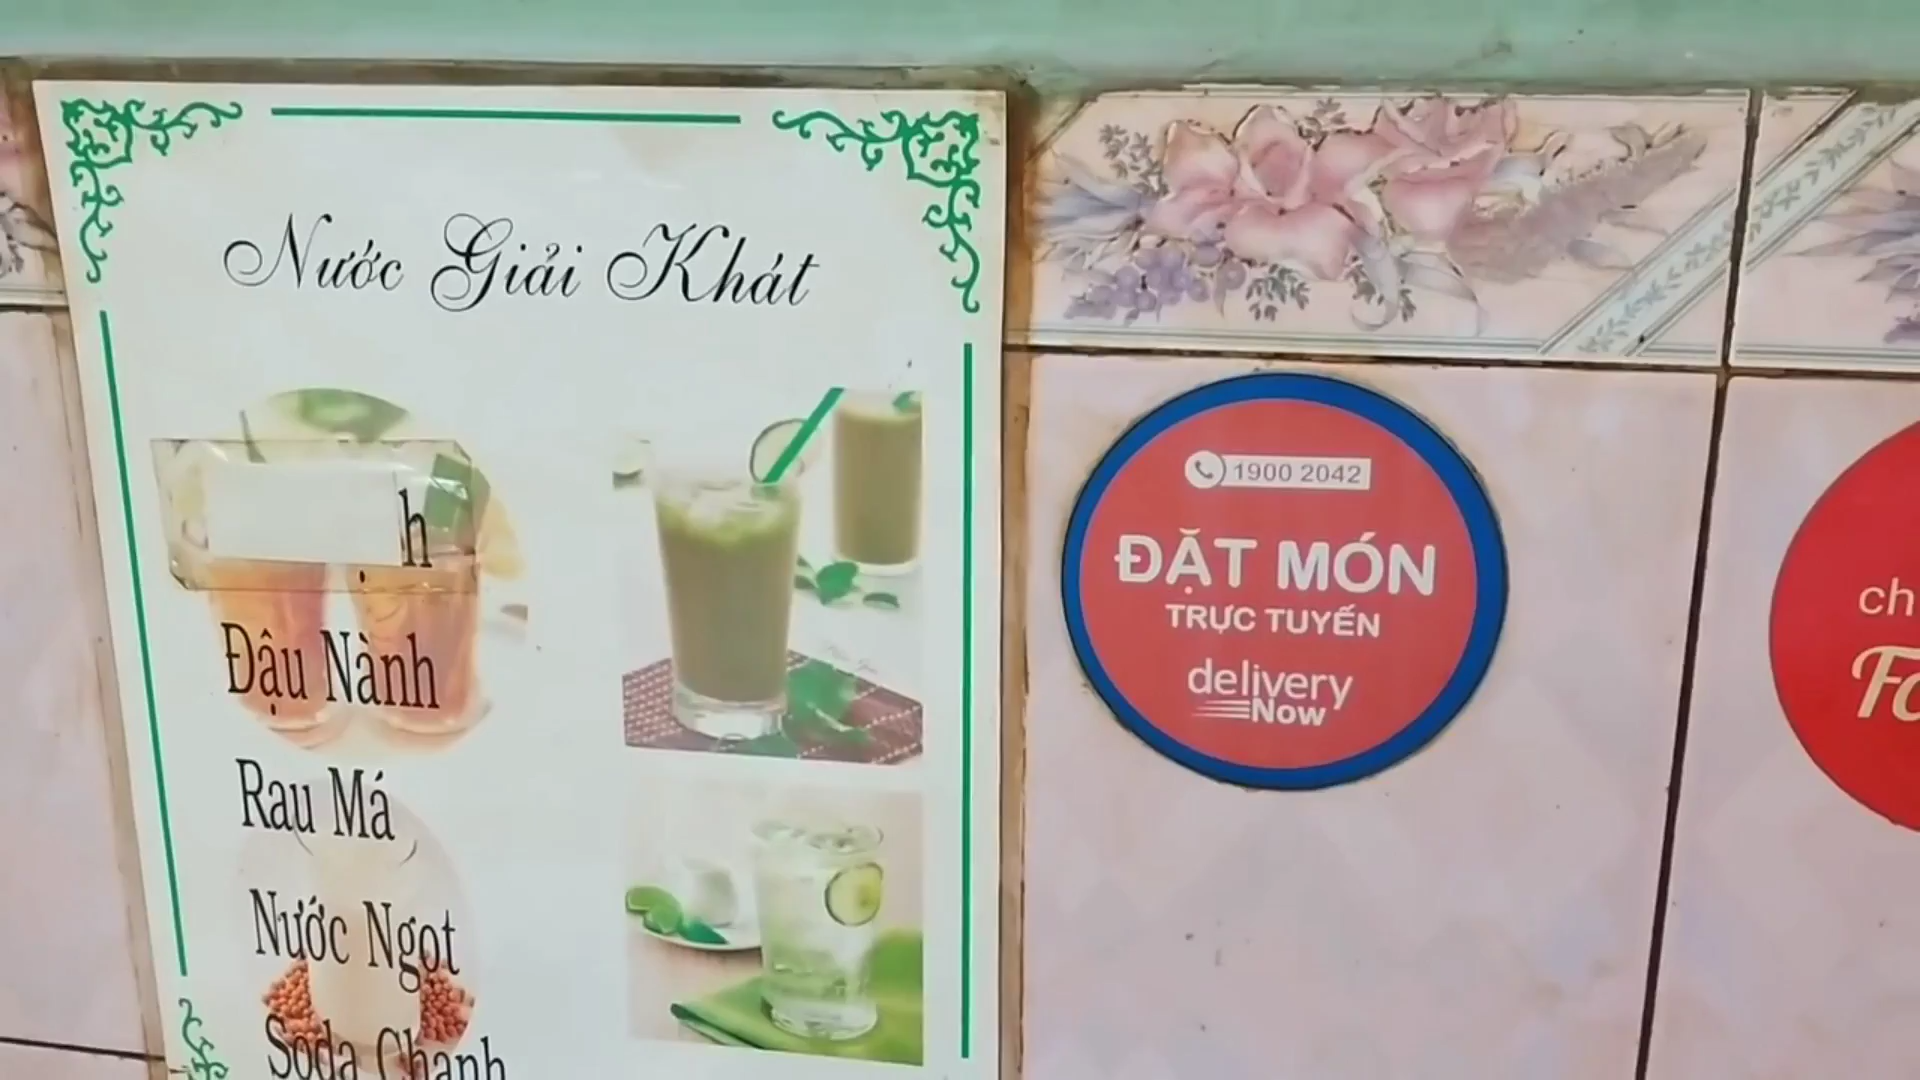 Nước Giải Khát
h
Đậu Nành
Rau Má
Nước Ngọt
Soda Chanh
1900 2042
ĐẶT MÓN
TRỰC TUYẾN
delivery
Now
ch
Fo